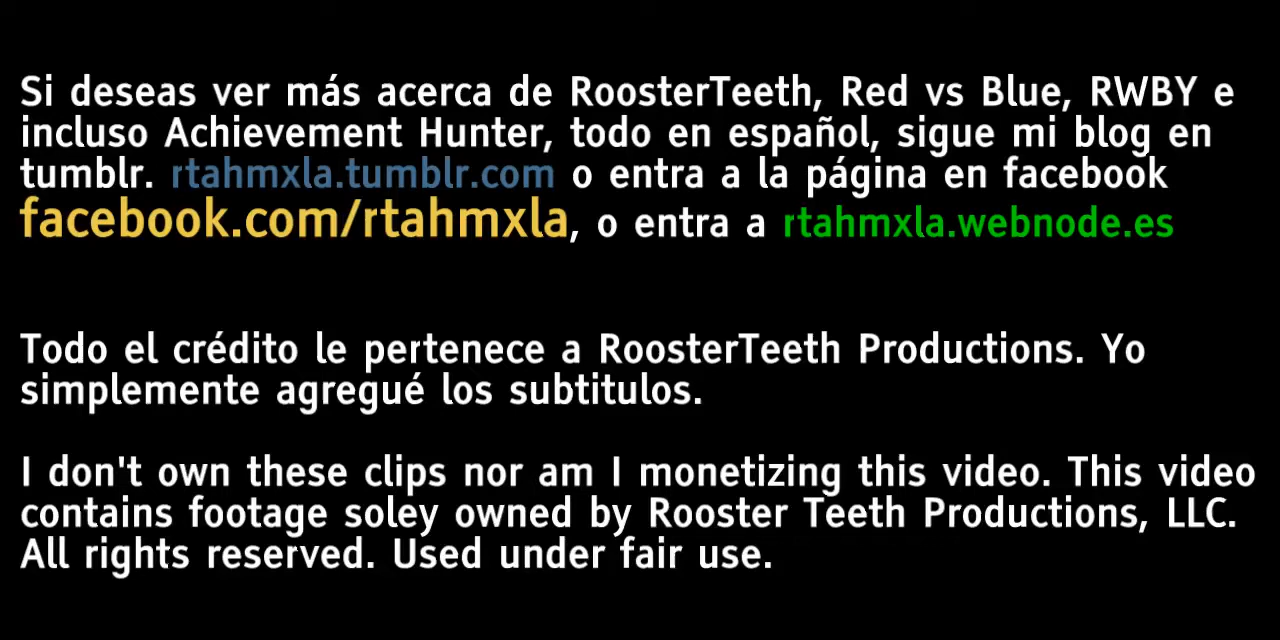 Si deseas ver más acerca de RoosterTeeth, Red vs Blue, RWBY e
incluso Achievement Hunter, todo en español, sigue mi blog en
tumblr. rtahmxla.tumblr.com o entra a la página en facebook
facebook.com/rtahmxla, o entra a rtahmxla.webnode.es
Todo el crédito le pertenece a RoosterTeeth Productions. Yo
simplemente agregué los subtitulos.
I don't own these clips nor am I monetizing this video. This video
contains footage soley owned by Rooster Teeth Productions, LLC.
All rights reserved. Used under fair use.